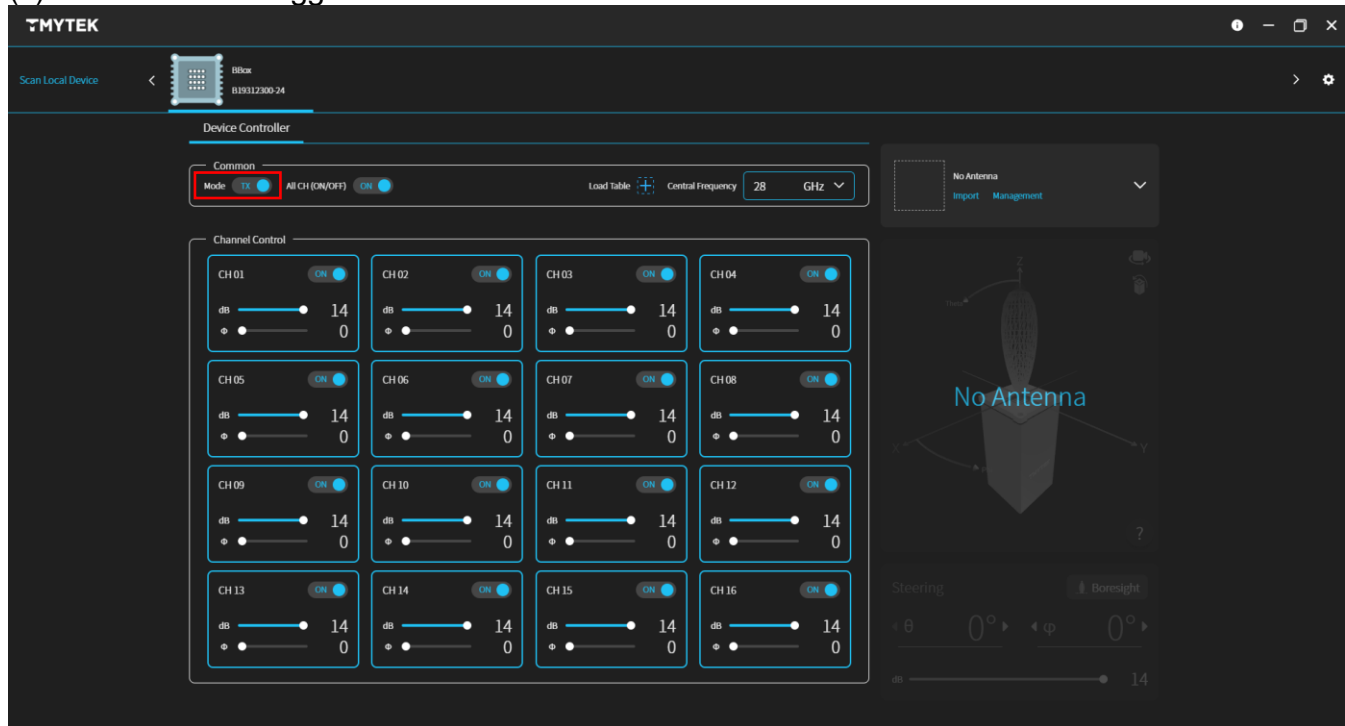 TMYTEK
Scan Local Device
BBox
B19312300-24
Device Controller
Common
Mode TX All CH (ON/OFF) ON Load Table Central Frequency 28 GHz
Channel Control
CH 01 ON CH 02 ON CH 03 ON CH 04 ON
dB 14 dB 14 dB 14 dB 14
Φ 0 Φ 0 Φ 0 Φ 0
CH 05 ON CH 06 ON CH 07 ON CH 08 ON
dB 14 dB 14 dB 14 dB 14
Φ 0 Φ 0 Φ 0 Φ 0
CH 09 ON CH 10 ON CH 11 ON CH 12 ON
dB 14 dB 14 dB 14 dB 14
Φ 0 Φ 0 Φ 0 Φ 0
CH 13 ON CH 14 ON CH 15 ON CH 16 ON
dB 14 dB 14 dB 14 dB 14
Φ 0 Φ 0 Φ 0 Φ 0
No Antenna
Import Management
Z
No Antenna
X Y
?
Steering Boresight
θ 0° φ 0°
dB 14